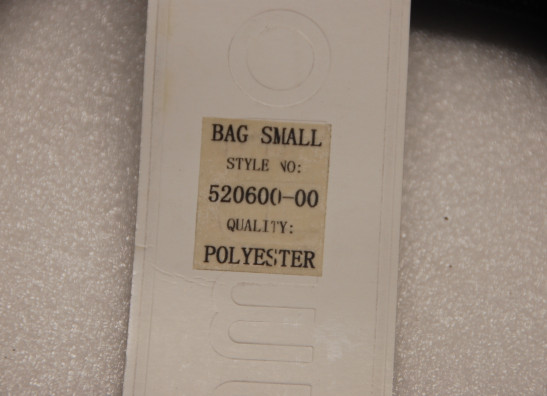 BAG SMALL
STYLE NO:
520600-00
QUALITY:
POLYESTER